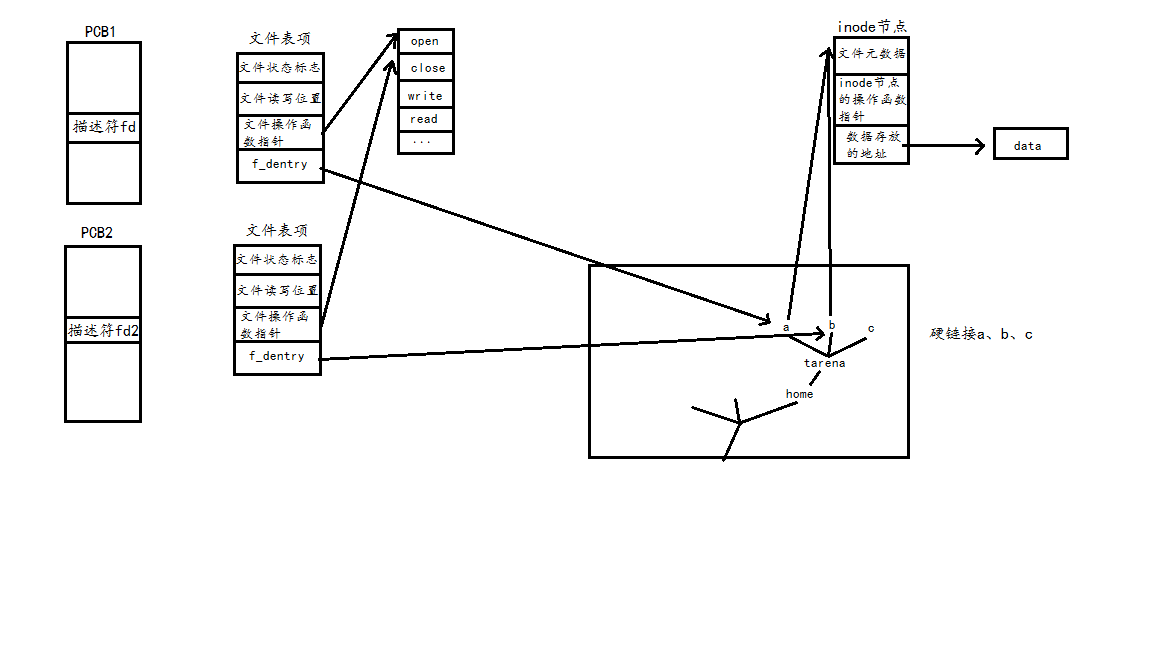 PCB1
描述符fd
PCB2
描述符fd2
文件表项
文件状态标志
文件读写位置
文件操作函
数指针
f_dentry
文件表项
文件状态标志
文件读写位置
文件操作函
数指针
f_dentry
open
close
write
read
...
inode节点
文件元数据
inode节点
的操作函数
指针
数据存放
的地址
data
a
b
c
tarena
home
硬链接a、b、c